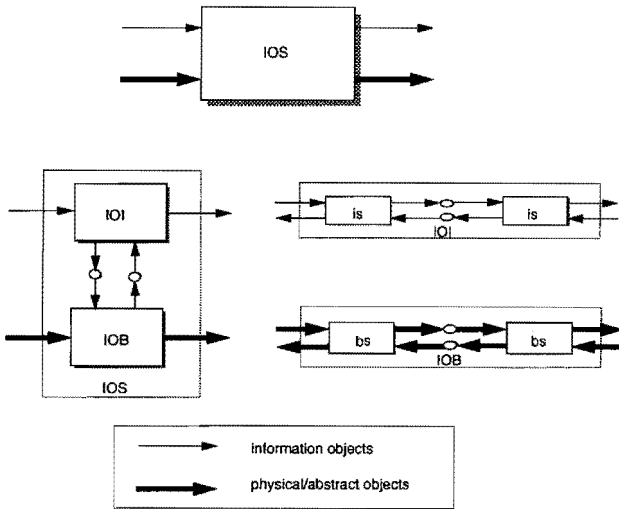 IOS
IOI
IOB
IOS
is
is
IOI
bs
bs
IOB
information objects
physical/abstract objects